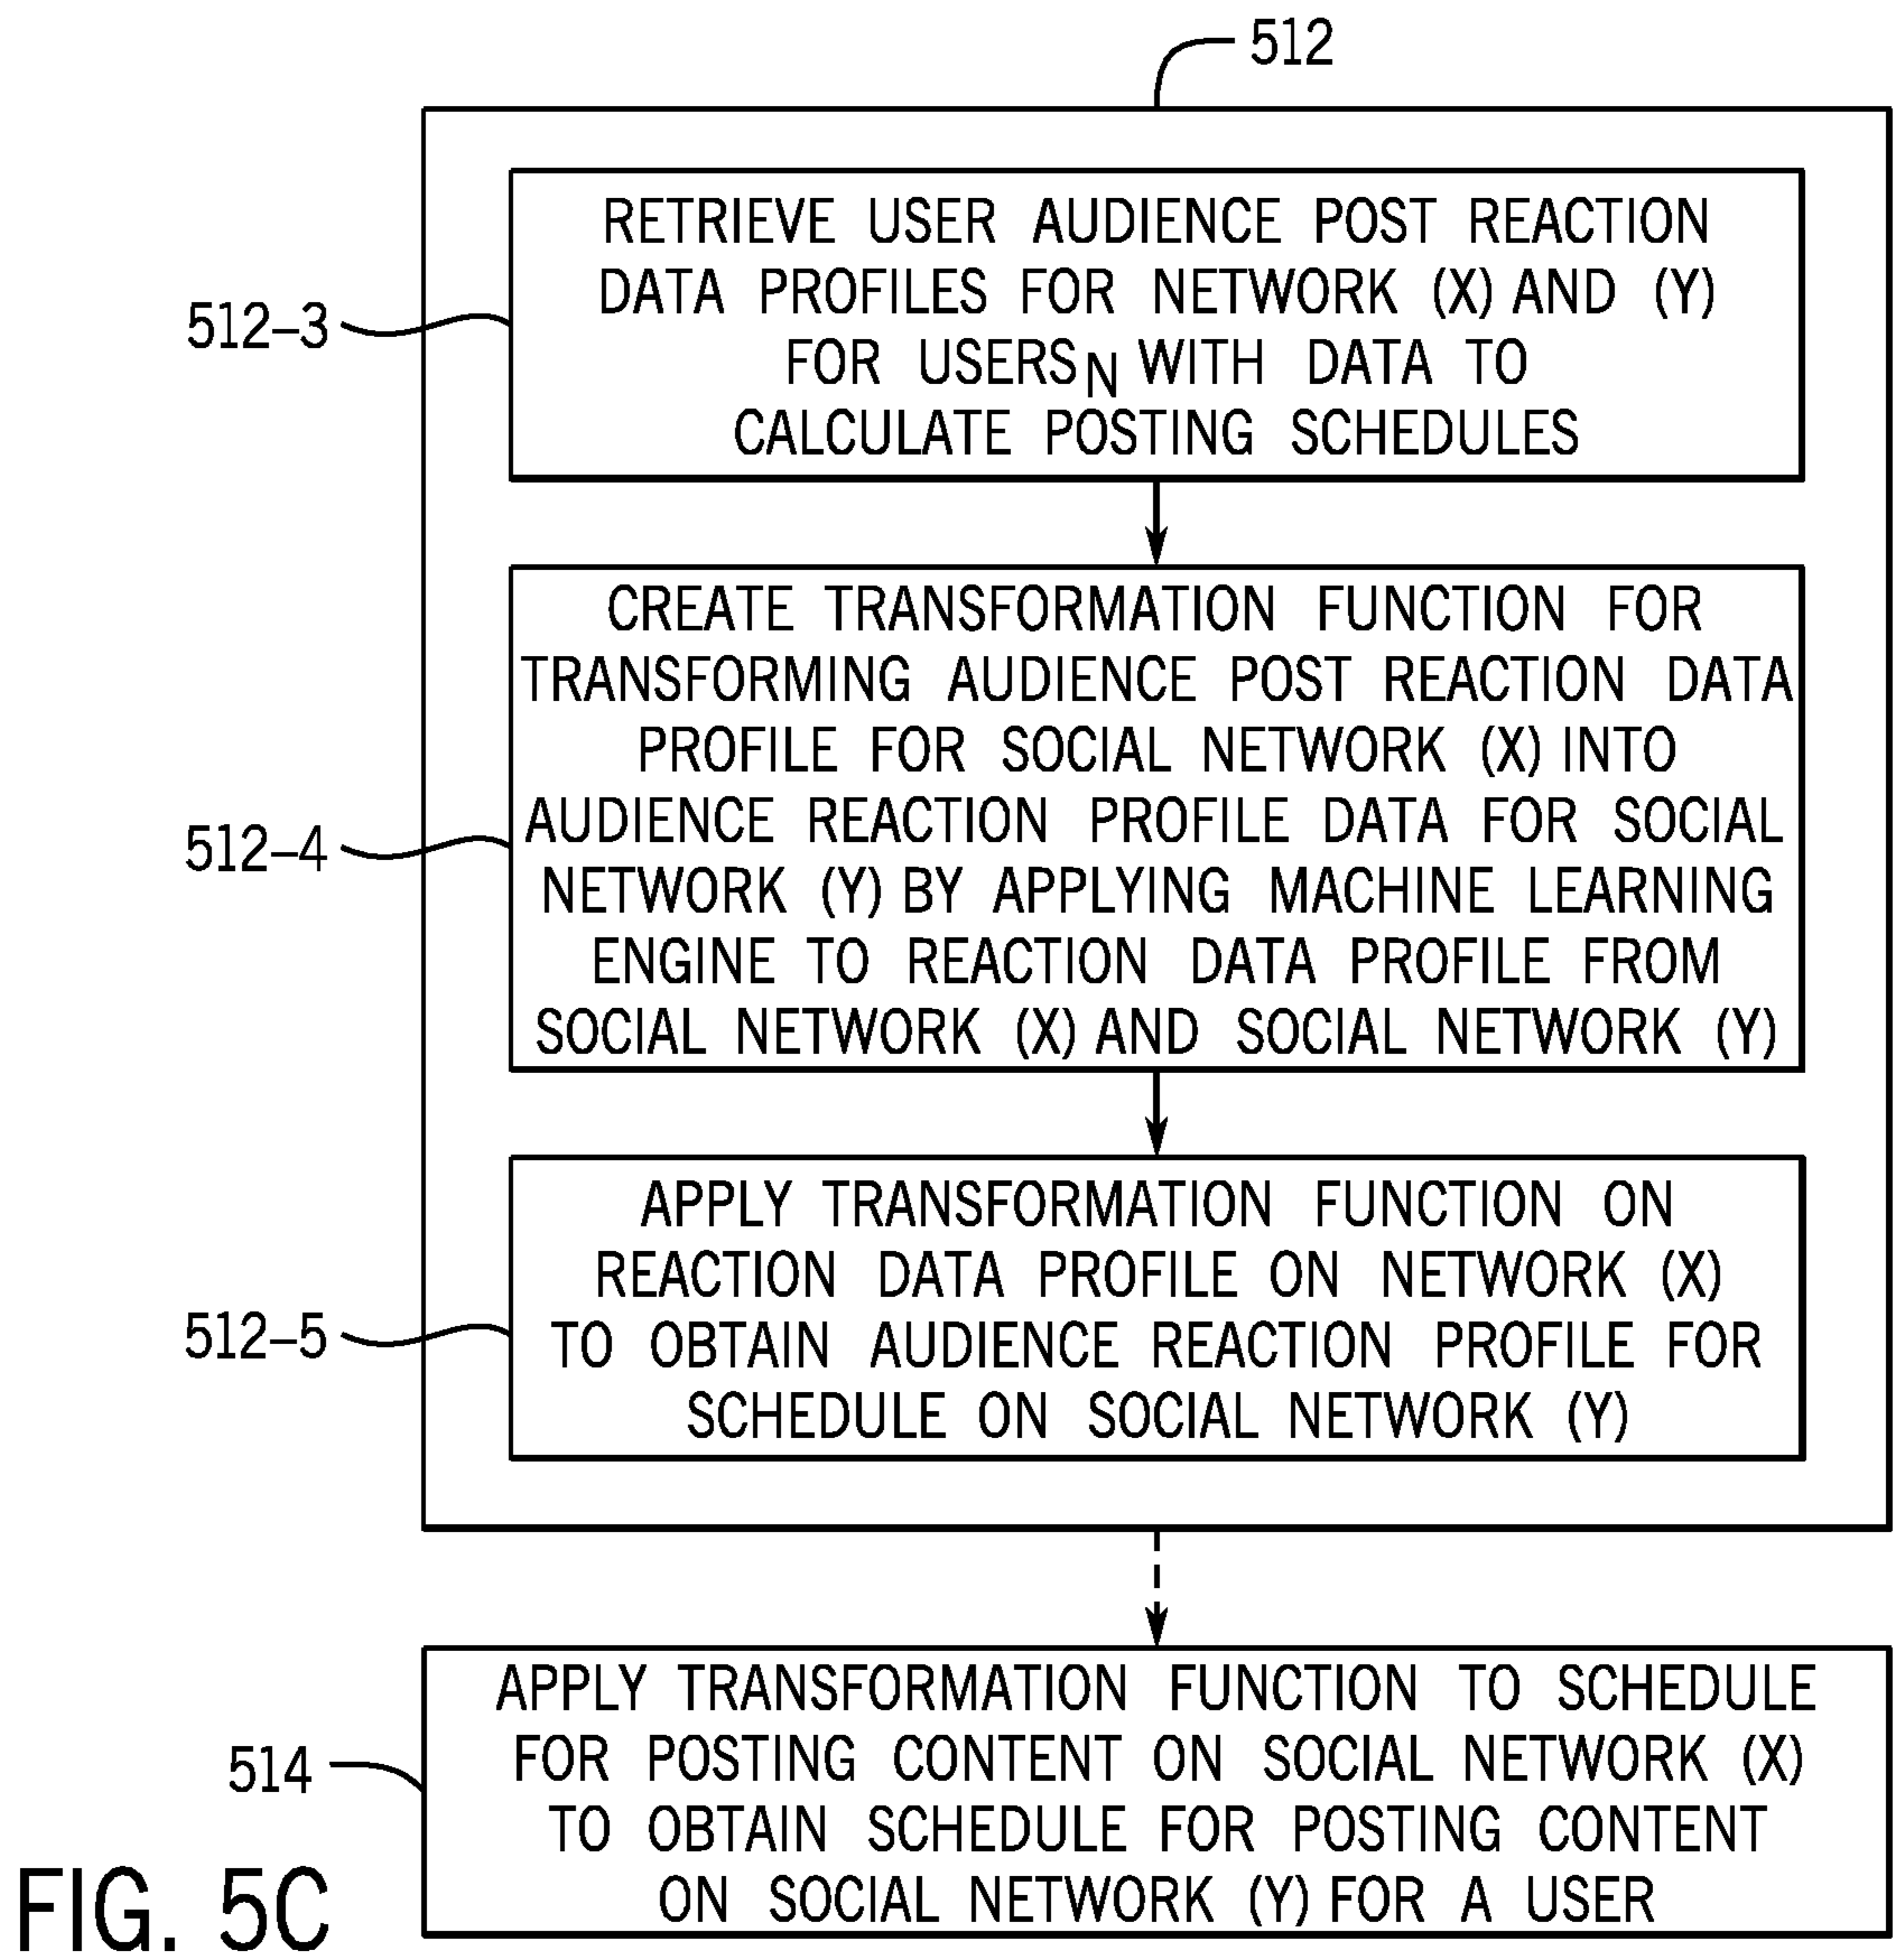 512
RETRIEVE USER AUDIENCE POST REACTION
DATA PROFILES FOR NETWORK (X) AND (Y)
FOR USERS_N WITH DATA TO
CALCULATE POSTING SCHEDULES
512-3
CREATE TRANSFORMATION FUNCTION FOR
TRANSFORMING AUDIENCE POST REACTION DATA
PROFILE FOR SOCIAL NETWORK (X) INTO
AUDIENCE REACTION PROFILE DATA FOR SOCIAL
NETWORK (Y) BY APPLYING MACHINE LEARNING
ENGINE TO REACTION DATA PROFILE FROM
SOCIAL NETWORK (X) AND SOCIAL NETWORK (Y)
512-4
APPLY TRANSFORMATION FUNCTION ON
REACTION DATA PROFILE ON NETWORK (X)
TO OBTAIN AUDIENCE REACTION PROFILE FOR
SCHEDULE ON SOCIAL NETWORK (Y)
512-5
APPLY TRANSFORMATION FUNCTION TO SCHEDULE
FOR POSTING CONTENT ON SOCIAL NETWORK (X)
TO OBTAIN SCHEDULE FOR POSTING CONTENT
ON SOCIAL NETWORK (Y) FOR A USER
514
FIG. 5C